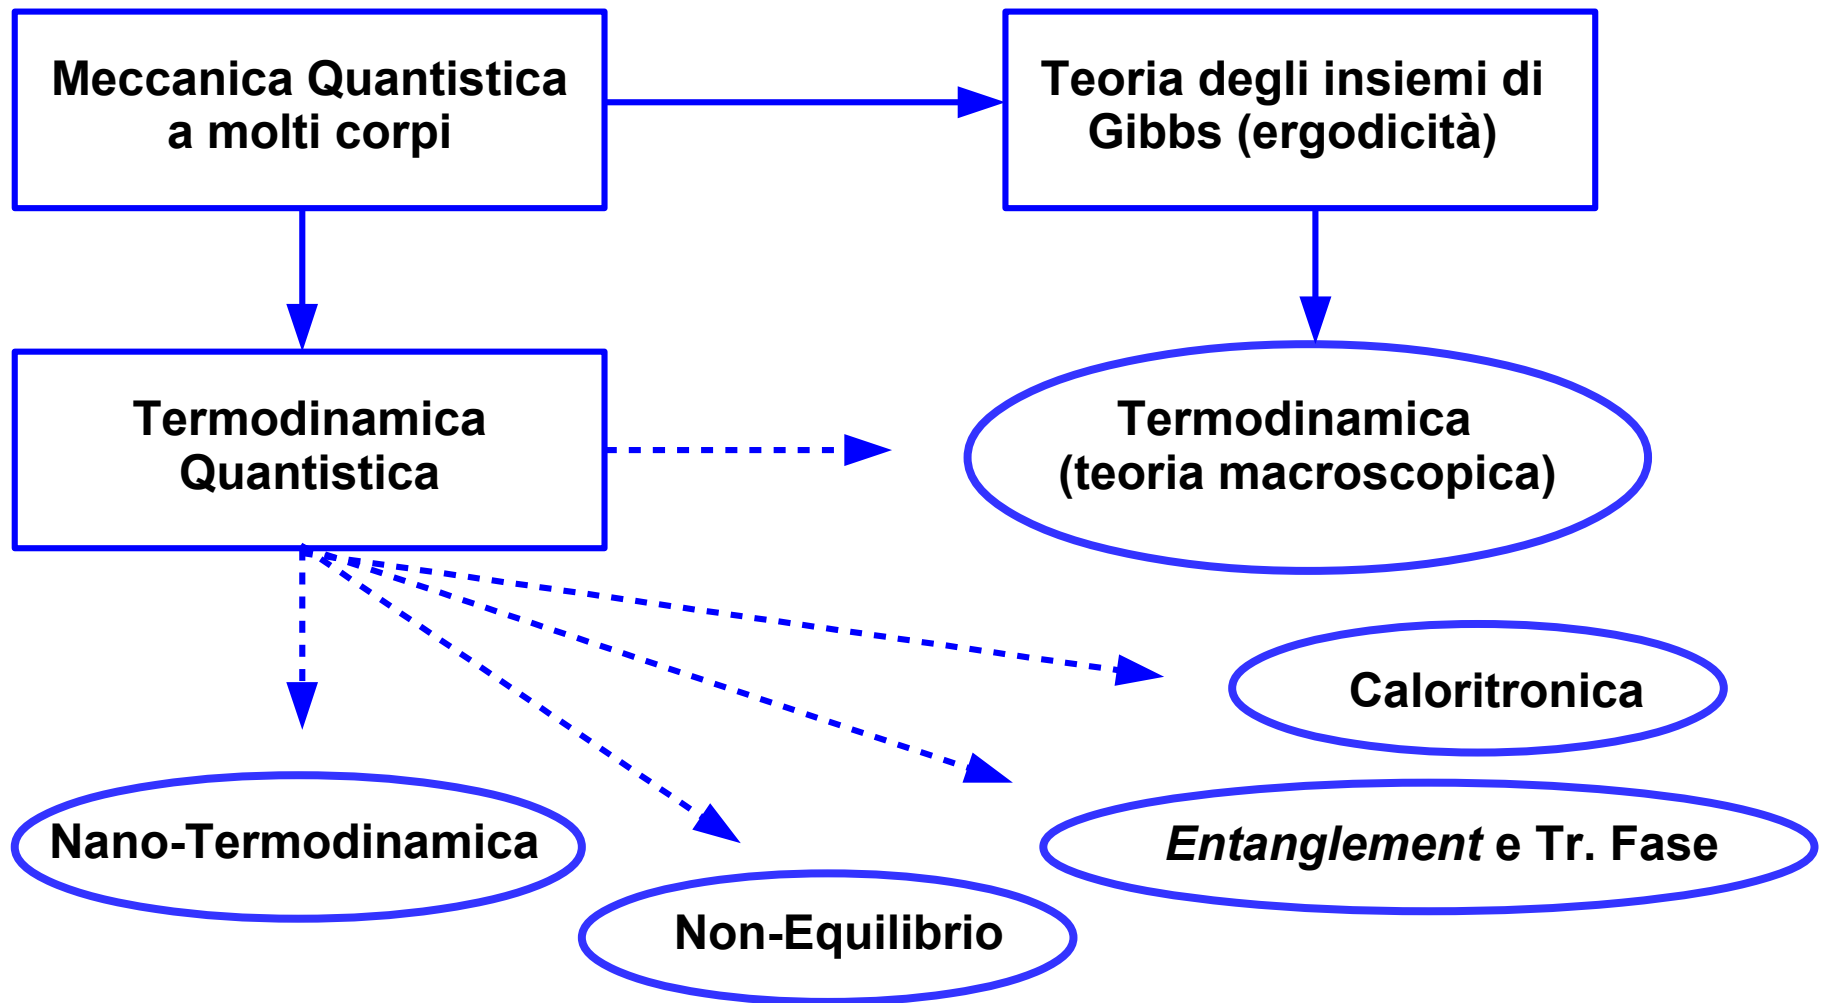 Meccanica Quantistica
a molti corpi
Teoria degli insiemi di
Gibbs (ergodicità)
Termodinamica
Quantistica
Termodinamica
(teoria macroscopica)
Caloritronica
Nano-Termodinamica
Entanglement e Tr. Fase
Non-Equilibrio